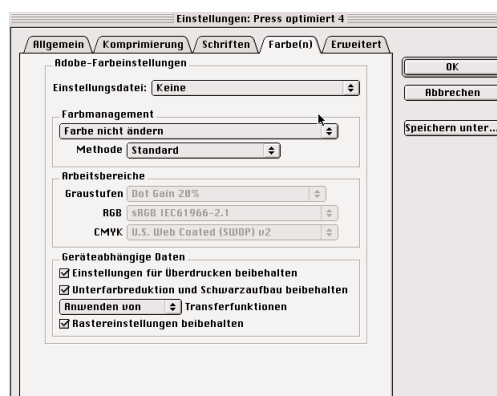 Einstellungen: Press optimiert 4
Allgemein Komprimierung Schriften Farbe(n) Erweitert
Adobe-Farbeinstellungen
Einstellungsdatei: Keine
Farbmanagement
Farbe nicht ändern
Methode Standard
Arbeitsbereiche
Graustufen Dot Gain 20%
RGB sRGB IEC61966-2.1
CMYK U.S. Web Coated (SWOP) v2
Geräteabhängige Daten
Einstellungen für Überdrucken beibehalten
Unterfarbreduktion und Schwarzaufbau beibehalten
Anwenden von Transferfunktionen
Rastereinstellungen beibehalten
OK
Abbrechen
Speichern unter...